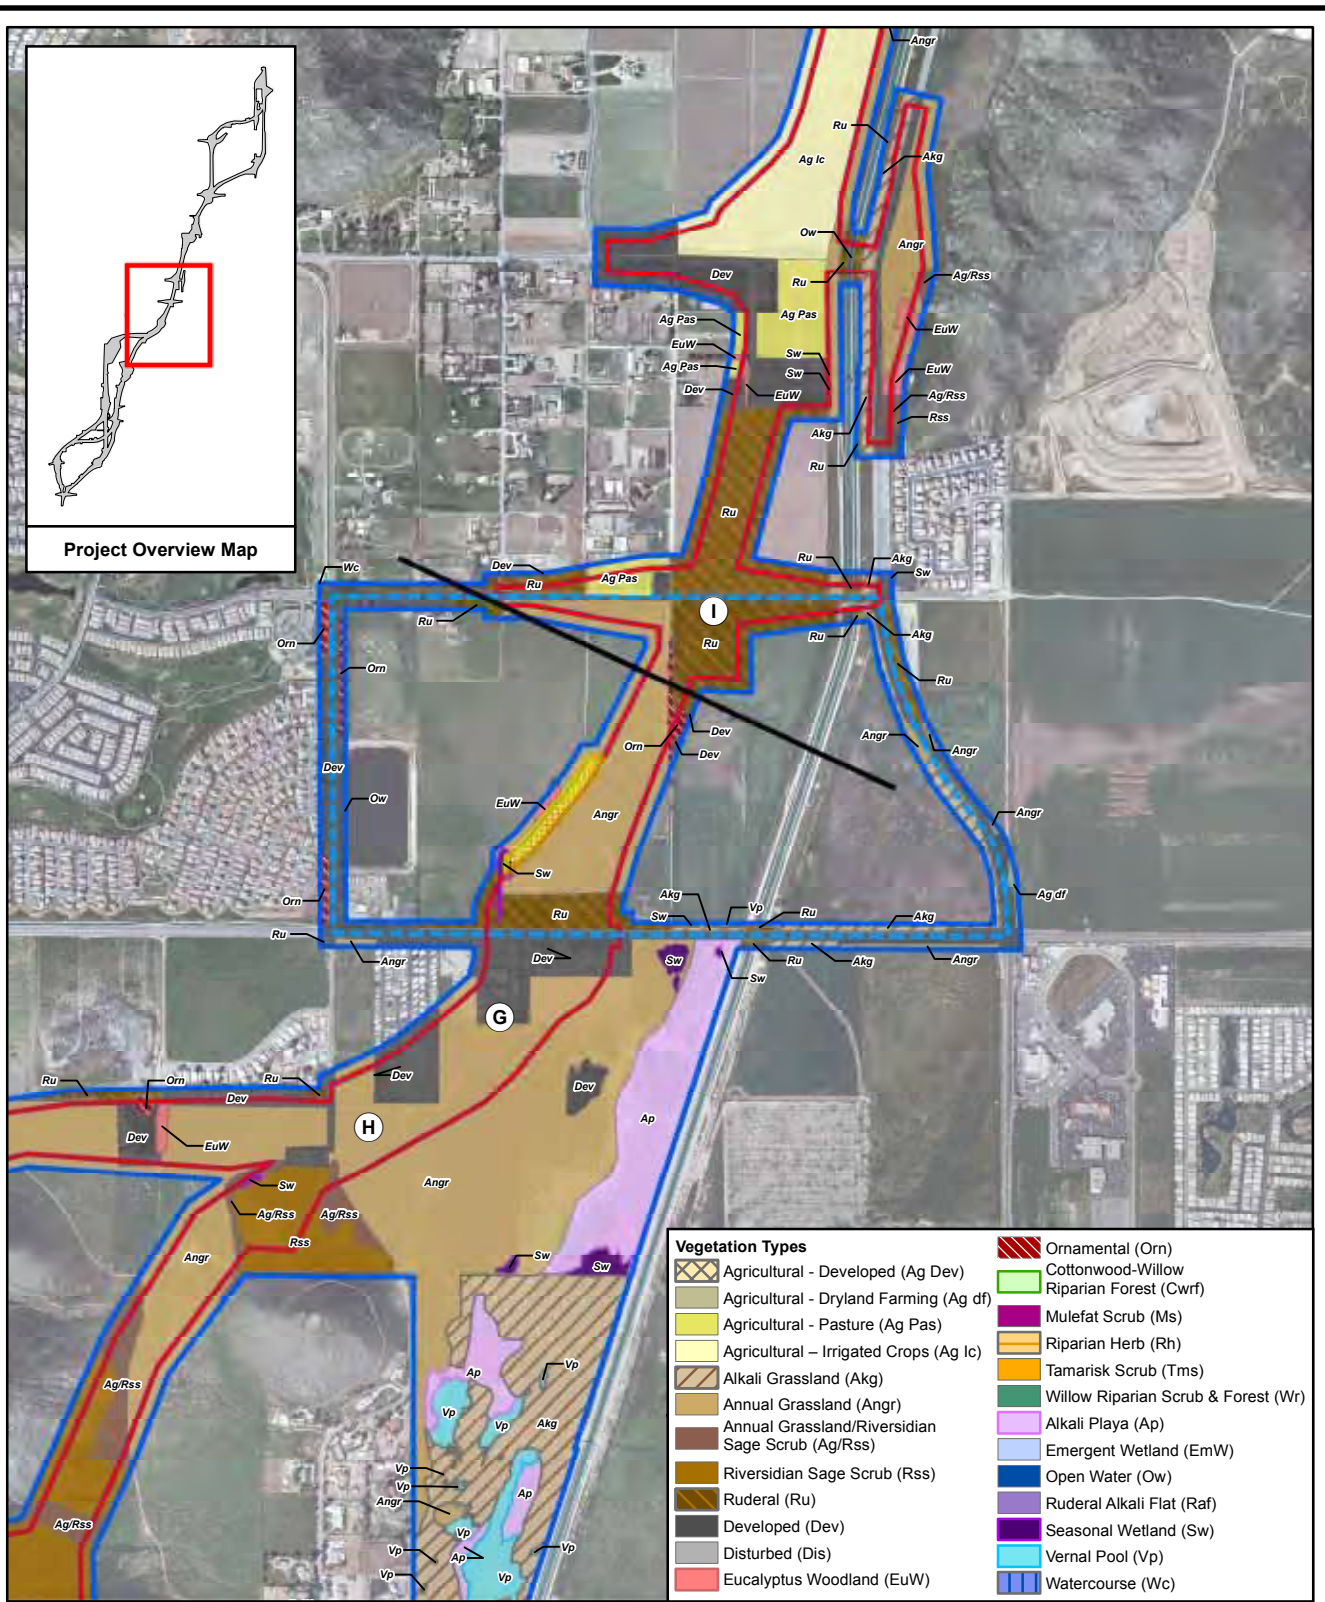 Project Overview Map
Angr
Ru
Akg
Ag Ic
Ow
Angr
Dev
Ru
Ag/Rss
Ag Pas
Ag Pas
EuW
EuW
Sw
Ag Pas
Sw
EuW
Dev
EuW
Ag/Rss
Akg
Rss
Ru
Ru
Wc
Dev
Ru
Ag Pas
Ru
Akg
Sw
I
Ru
Orn
Ru
Ru
Akg
Orn
Ru
Dev
Orn
Dev
Angr
Angr
Dev
Ow
EuW
Angr
Angr
Sw
Ag df
Orn
Akg
Vp
Ru
Sw
Ru
Akg
Ru
Angr
Dev
Sw
Sw
Ru
Akg
Angr
G
Ru
Orn
Ru
Dev
Dev
Dev
H
Ap
Dev
EuW
Angr
Sw
Ag/Rss
Ag/Rss
Rss
Angr
Sw
Sw
Ap
Vp
Ag/Rss
Vp
Vp
Akg
Vp
Vp
Ap
Angr
Ag/Rss
Vp
Vp
Ap
Vp
Vp
Vp
Vegetation Types
Agricultural - Developed (Ag Dev)
Agricultural - Dryland Farming (Ag df)
Agricultural - Pasture (Ag Pas)
Agricultural – Irrigated Crops (Ag Ic)
Alkali Grassland (Akg)
Annual Grassland (Angr)
Annual Grassland/Riversidian
Sage Scrub (Ag/Rss)
Riversidian Sage Scrub (Rss)
Ruderal (Ru)
Developed (Dev)
Disturbed (Dis)
Eucalyptus Woodland (EuW)
Ornamental (Orn)
Cottonwood-Willow
Riparian Forest (Cwrf)
Mulefat Scrub (Ms)
Riparian Herb (Rh)
Tamarisk Scrub (Tms)
Willow Riparian Scrub & Forest (Wr)
Alkali Playa (Ap)
Emergent Wetland (EmW)
Open Water (Ow)
Ruderal Alkali Flat (Raf)
Seasonal Wetland (Sw)
Vernal Pool (Vp)
Watercourse (Wc)